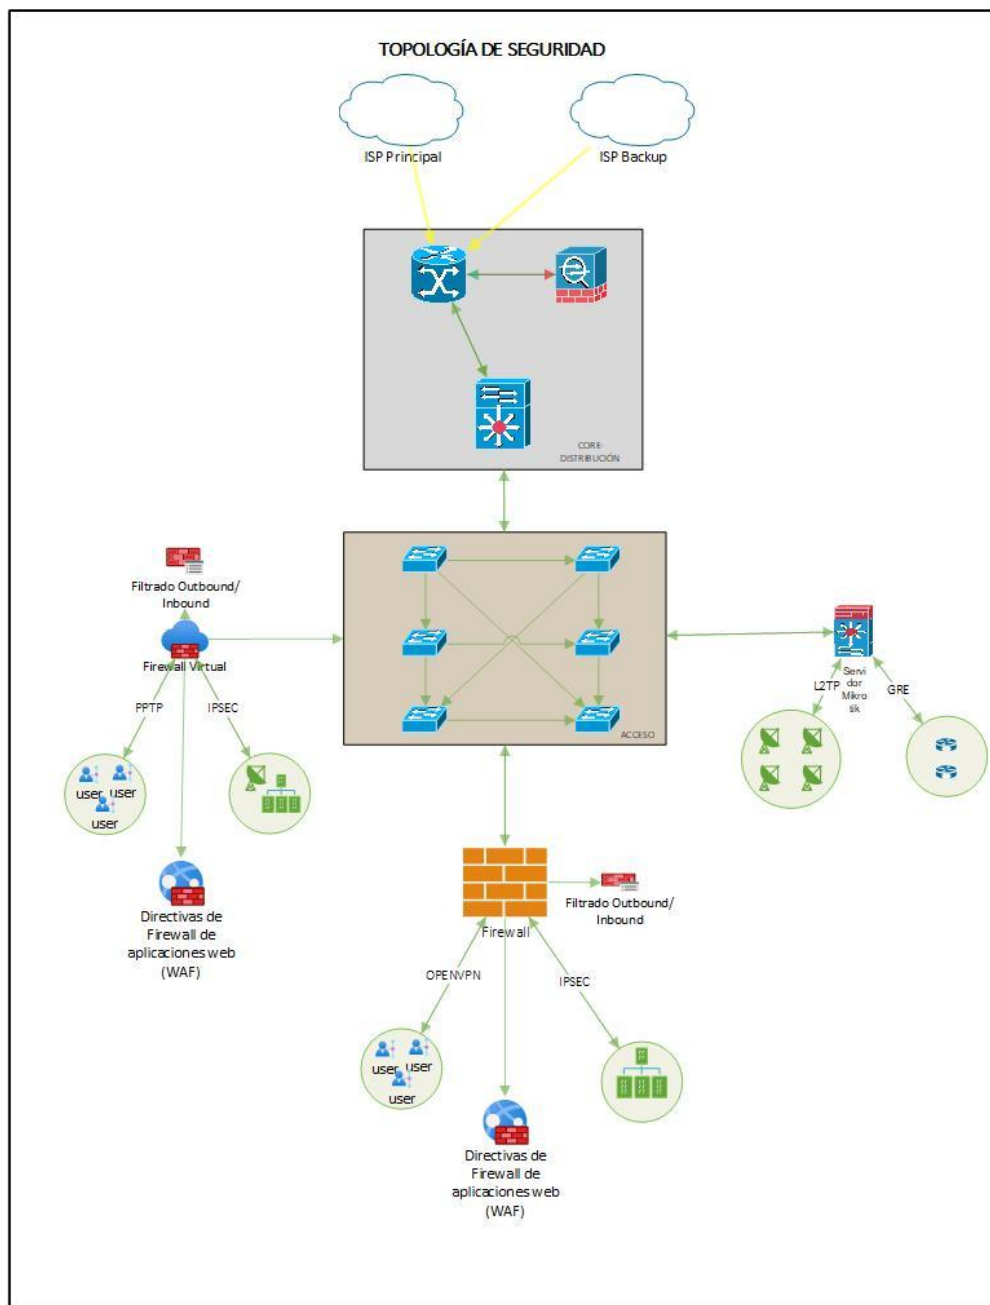 TOPOLOGÍA DE SEGURIDAD
ISP Principal
ISP Backup
CORE
DISTRIBUCIÓN
Filtrado Outbound/
Inbound
Firewall Virtual
PPTP
IPSEC
user
user
user
Directivas de
Firewall de
aplicaciones web
(WAF)
ACCESO
Servi
dor
Mikro
tik
L2TP
GRE
Firewall
Filtrado Outbound/
Inbound
OPENVPN
IPSEC
user
user
user
Directivas de
Firewall de
aplicaciones web
(WAF)